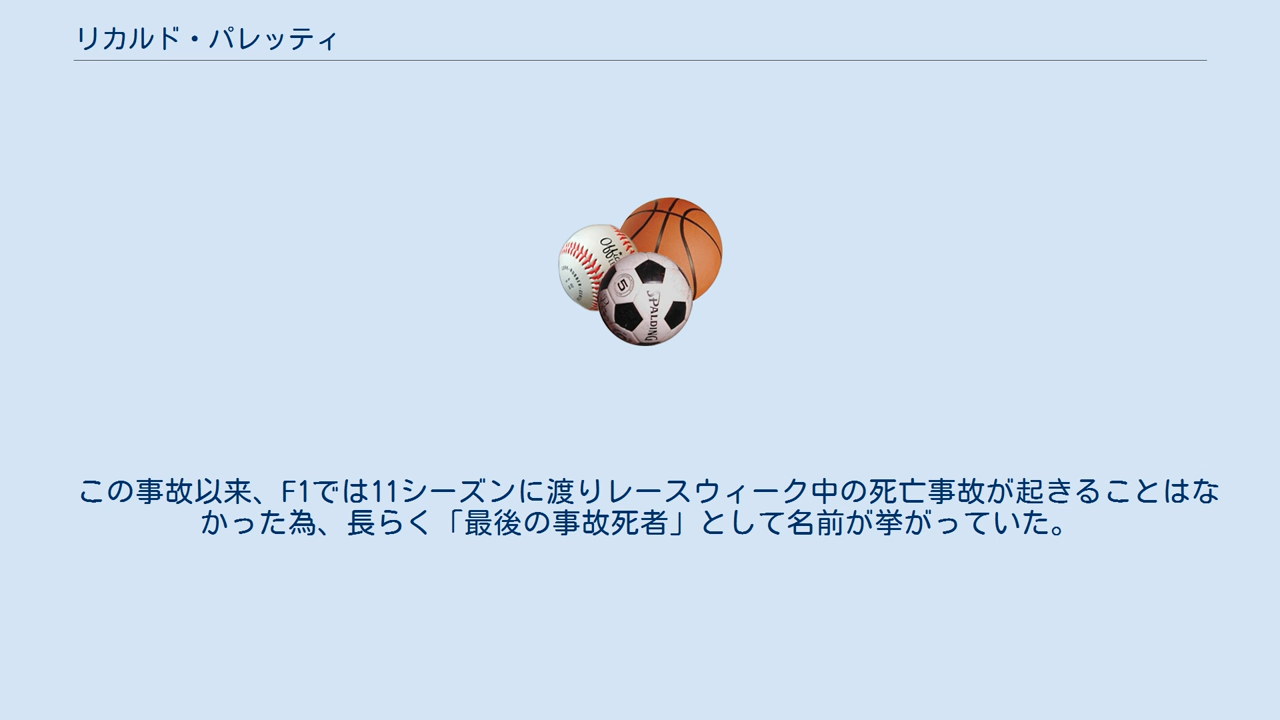 リカルド・パレッティ
Offici
SPALDING
5
この事故以来、F1では11シーズンに渡りレースウィーク中の死亡事故が起きることはな
かった為、長らく「最後の事故死者」として名前が挙がっていた。